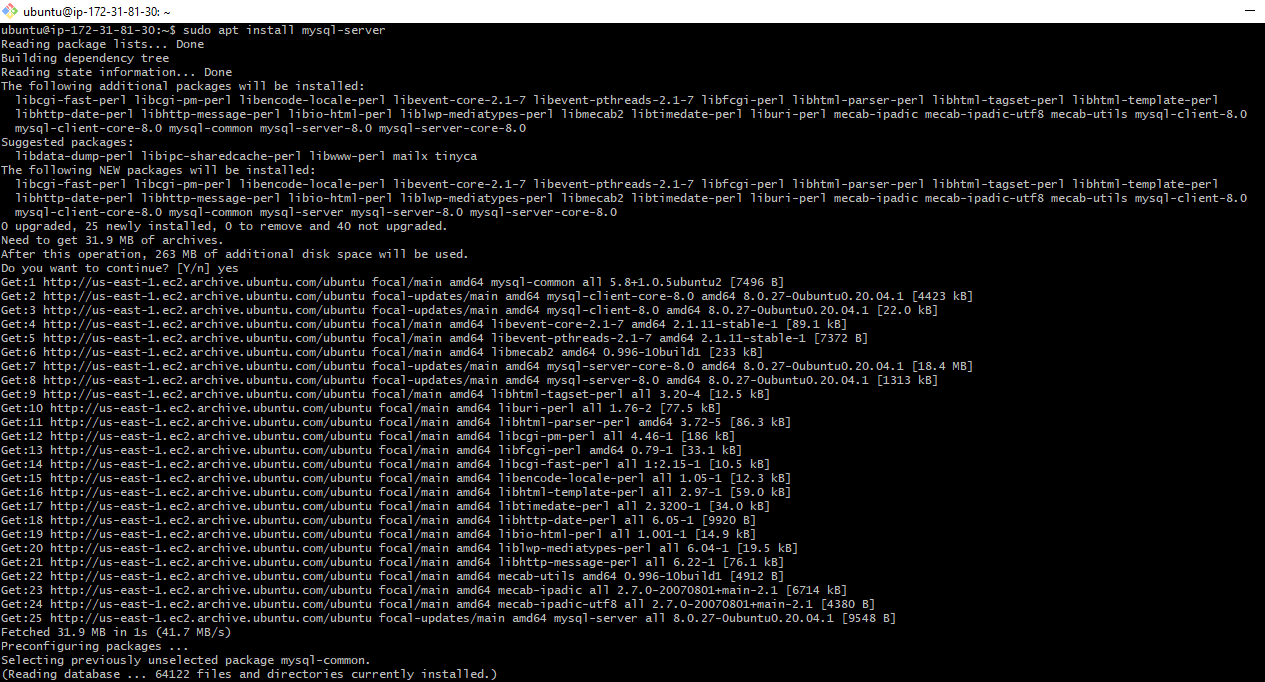 ubuntu@ip-172-31-81-30: ~
ubuntu@ip-172-31-81-30:~$ sudo apt install mysql-server
Reading package lists... Done
Building dependency tree
Reading state information... Done
The following additional packages will be installed:
  libcgi-fast-perl libcgi-pm-perl libencode-locale-perl libevent-core-2.1-7 libevent-pthreads-2.1-7 libfcgi-perl libhtml-parser-perl libhtml-tagset-perl libhtml-template-perl
  libhttp-date-perl libhttp-message-perl libio-html-perl liblwp-mediatypes-perl libmecab2 libtimedate-perl liburi-perl mecab-ipadic mecab-ipadic-utf8 mecab-utils mysql-client-8.0
  mysql-client-core-8.0 mysql-common mysql-server-8.0 mysql-server-core-8.0
Suggested packages:
  libdata-dump-perl libipc-sharedcache-perl libwww-perl mailx tinyca
The following NEW packages will be installed:
  libcgi-fast-perl libcgi-pm-perl libencode-locale-perl libevent-core-2.1-7 libevent-pthreads-2.1-7 libfcgi-perl libhtml-parser-perl libhtml-tagset-perl libhtml-template-perl
  libhttp-date-perl libhttp-message-perl libio-html-perl liblwp-mediatypes-perl libmecab2 libtimedate-perl liburi-perl mecab-ipadic mecab-ipadic-utf8 mecab-utils mysql-client-8.0
  mysql-client-core-8.0 mysql-common mysql-server mysql-server-8.0 mysql-server-core-8.0
0 upgraded, 25 newly installed, 0 to remove and 40 not upgraded.
Need to get 31.9 MB of archives.
After this operation, 263 MB of additional disk space will be used.
Do you want to continue? [Y/n] yes
Get:1 http://us-east-1.ec2.archive.ubuntu.com/ubuntu focal/main amd64 mysql-common all 5.8+1.0.5ubuntu2 [7496 B]
Get:2 http://us-east-1.ec2.archive.ubuntu.com/ubuntu focal-updates/main amd64 mysql-client-core-8.0 amd64 8.0.27-0ubuntu0.20.04.1 [4423 kB]
Get:3 http://us-east-1.ec2.archive.ubuntu.com/ubuntu focal-updates/main amd64 mysql-client-8.0 amd64 8.0.27-0ubuntu0.20.04.1 [22.0 kB]
Get:4 http://us-east-1.ec2.archive.ubuntu.com/ubuntu focal/main amd64 libevent-core-2.1-7 amd64 2.1.11-stable-1 [89.1 kB]
Get:5 http://us-east-1.ec2.archive.ubuntu.com/ubuntu focal/main amd64 libevent-pthreads-2.1-7 amd64 2.1.11-stable-1 [7372 B]
Get:6 http://us-east-1.ec2.archive.ubuntu.com/ubuntu focal/main amd64 libmecab2 amd64 0.996-10build1 [233 kB]
Get:7 http://us-east-1.ec2.archive.ubuntu.com/ubuntu focal-updates/main amd64 mysql-server-core-8.0 amd64 8.0.27-0ubuntu0.20.04.1 [18.4 MB]
Get:8 http://us-east-1.ec2.archive.ubuntu.com/ubuntu focal-updates/main amd64 mysql-server-8.0 amd64 8.0.27-0ubuntu0.20.04.1 [1313 kB]
Get:9 http://us-east-1.ec2.archive.ubuntu.com/ubuntu focal/main amd64 libhtml-tagset-perl all 3.20-4 [12.5 kB]
Get:10 http://us-east-1.ec2.archive.ubuntu.com/ubuntu focal/main amd64 liburi-perl all 1.76-2 [77.5 kB]
Get:11 http://us-east-1.ec2.archive.ubuntu.com/ubuntu focal/main amd64 libhtml-parser-perl amd64 3.72-5 [86.3 kB]
Get:12 http://us-east-1.ec2.archive.ubuntu.com/ubuntu focal/main amd64 libcgi-pm-perl all 4.46-1 [186 kB]
Get:13 http://us-east-1.ec2.archive.ubuntu.com/ubuntu focal/main amd64 libfcgi-perl amd64 0.79-1 [33.1 kB]
Get:14 http://us-east-1.ec2.archive.ubuntu.com/ubuntu focal/main amd64 libcgi-fast-perl all 1:2.15-1 [10.5 kB]
Get:15 http://us-east-1.ec2.archive.ubuntu.com/ubuntu focal/main amd64 libencode-locale-perl all 1.05-1 [12.3 kB]
Get:16 http://us-east-1.ec2.archive.ubuntu.com/ubuntu focal/main amd64 libhtml-template-perl all 2.97-1 [59.0 kB]
Get:17 http://us-east-1.ec2.archive.ubuntu.com/ubuntu focal/main amd64 libtimedate-perl all 2.3200-1 [34.0 kB]
Get:18 http://us-east-1.ec2.archive.ubuntu.com/ubuntu focal/main amd64 libhttp-date-perl all 6.05-1 [9920 B]
Get:19 http://us-east-1.ec2.archive.ubuntu.com/ubuntu focal/main amd64 libio-html-perl all 1.001-1 [14.9 kB]
Get:20 http://us-east-1.ec2.archive.ubuntu.com/ubuntu focal/main amd64 liblwp-mediatypes-perl all 6.04-1 [19.5 kB]
Get:21 http://us-east-1.ec2.archive.ubuntu.com/ubuntu focal/main amd64 libhttp-message-perl all 6.22-1 [76.1 kB]
Get:22 http://us-east-1.ec2.archive.ubuntu.com/ubuntu focal/main amd64 mecab-utils amd64 0.996-10build1 [4912 B]
Get:23 http://us-east-1.ec2.archive.ubuntu.com/ubuntu focal/main amd64 mecab-ipadic all 2.7.0-20070801+main-2.1 [6714 kB]
Get:24 http://us-east-1.ec2.archive.ubuntu.com/ubuntu focal/main amd64 mecab-ipadic-utf8 all 2.7.0-20070801+main-2.1 [4380 B]
Get:25 http://us-east-1.ec2.archive.ubuntu.com/ubuntu focal-updates/main amd64 mysql-server all 8.0.27-0ubuntu0.20.04.1 [9548 B]
Fetched 31.9 MB in 1s (41.7 MB/s)
Preconfiguring packages ...
Selecting previously unselected package mysql-common.
(Reading database ... 64122 files and directories currently installed.)